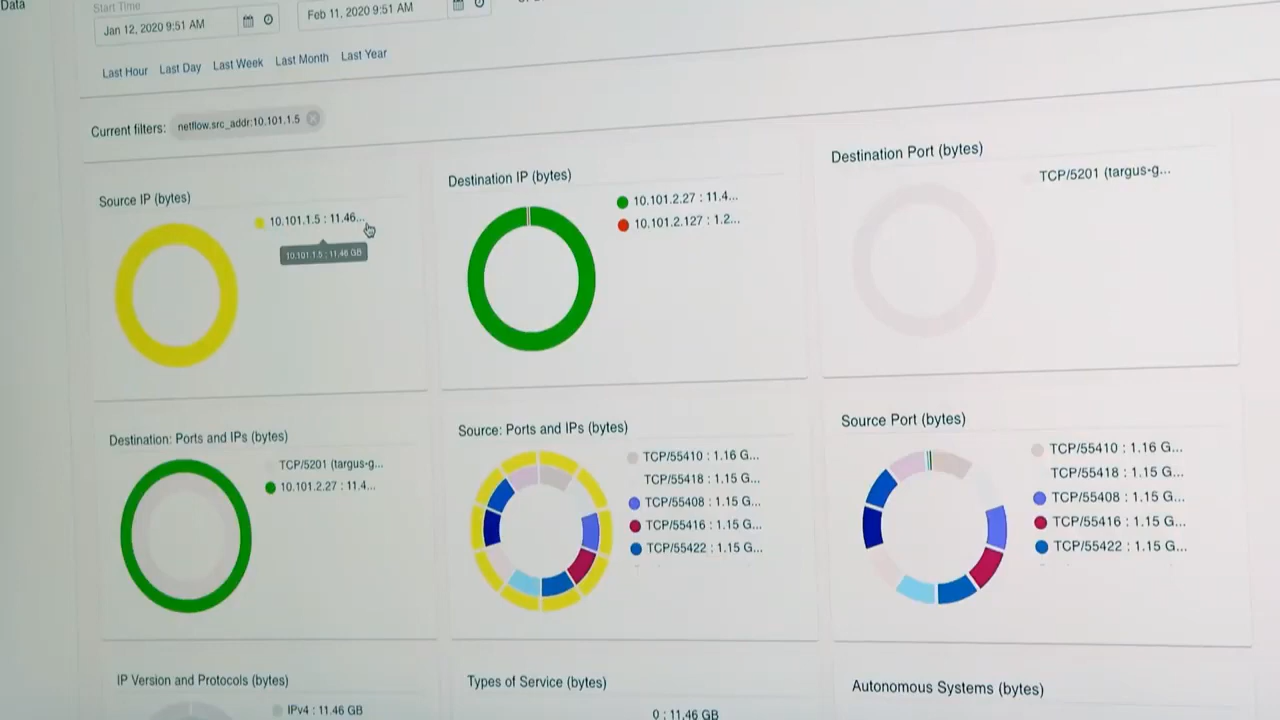 Data
Start Time
Jan 12, 2020 9:51 AM
Feb 11, 2020 9:51 AM
Last Hour Last Day Last Week Last Month Last Year
Current filters: netflow.src_addr:10.101.1.5
Source IP (bytes)
10.101.1.5 : 11.46...
10.101.1.5 : 11.46 GB
Destination IP (bytes)
10.101.2.27 : 11.4...
10.101.2.127 : 1.2...
Destination Port (bytes)
TCP/5201 (targus-g...
Destination: Ports and IPs (bytes)
TCP/5201 (targus-g...
10.101.2.27 : 11.4...
Source: Ports and IPs (bytes)
TCP/55410 : 1.16 G...
TCP/55418 : 1.15 G...
TCP/55408 : 1.15 G...
TCP/55416 : 1.15 G...
TCP/55422 : 1.15 G...
Source Port (bytes)
TCP/55410 : 1.16 G...
TCP/55418 : 1.15 G...
TCP/55408 : 1.15 G...
TCP/55416 : 1.15 G...
TCP/55422 : 1.15 G...
IP Version and Protocols (bytes)
IPv4 : 11.46 GB
Types of Service (bytes)
0 : 11.46 GB
Autonomous Systems (bytes)